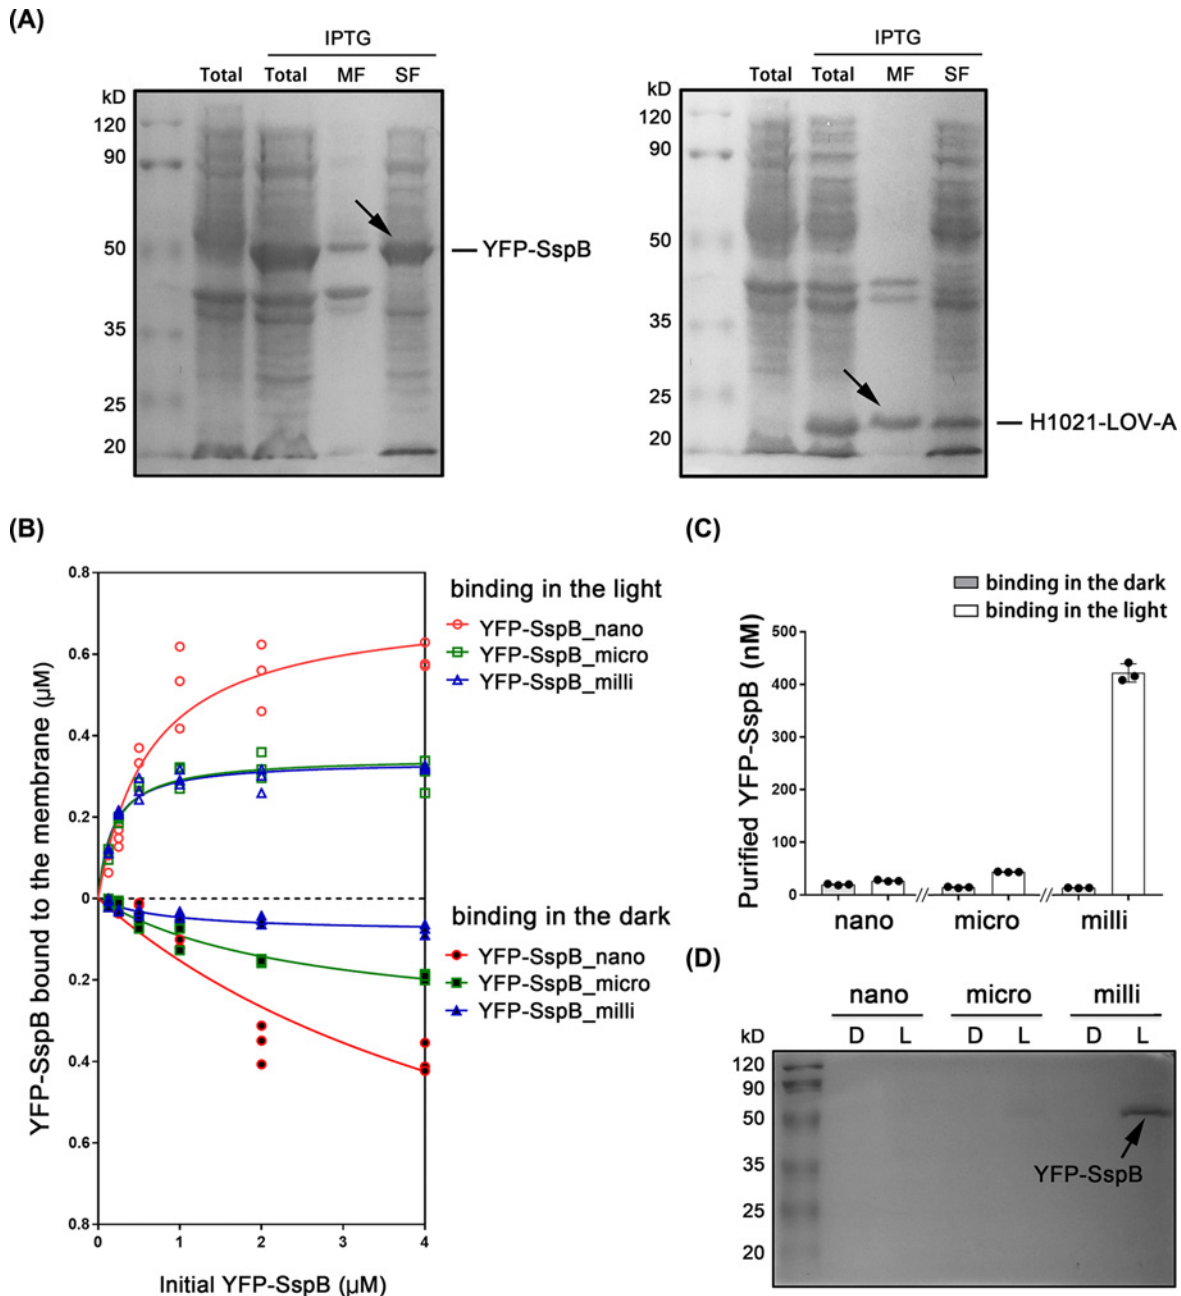 (A)
IPTG
Total Total MF SF
kD
120
90
50
35
25
20
YFP-SspB
IPTG
Total Total MF SF
kD
120
90
50
35
25
20
H1021-LOV-A
(B)
YFP-SspB bound to the membrane (µM)
0.8
0.6
0.4
0.2
0
0.2
0.4
0.6
0.8
0 1 2 3 4
Initial YFP-SspB (µM)
binding in the light
YFP-SspB_nano
YFP-SspB_micro
YFP-SspB_milli
binding in the dark
YFP-SspB_nano
YFP-SspB_micro
YFP-SspB_milli
(C)
binding in the dark
binding in the light
Purified YFP-SspB (nM)
500
400
300
200
100
0
nano micro milli
(D)
nano micro milli
kD D L D L D L
120
90
50
35
25
20
YFP-SspB